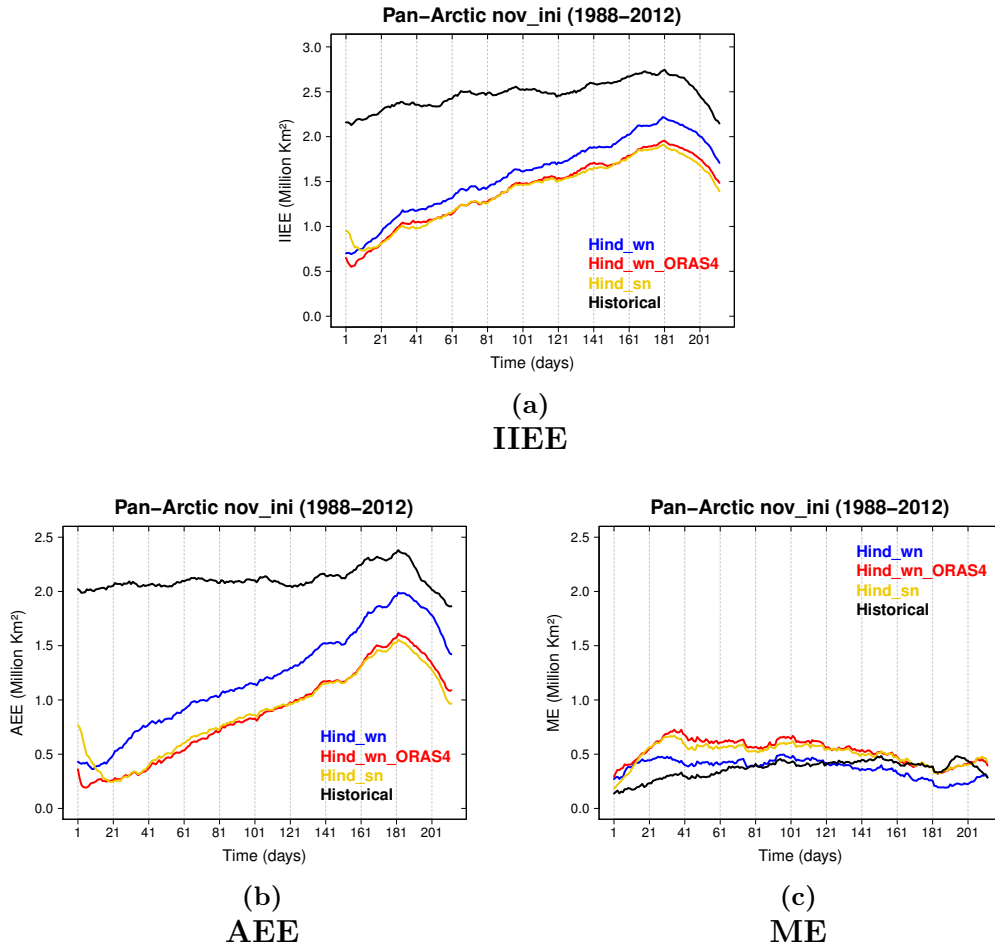 Pan−Arctic nov_ini (1988−2012)
IIEE (Million Km²)
3.0
2.5
2.0
1.5
1.0
0.5
0.0
Hind_wn
Hind_wn_ORAS4
Hind_sn
Historical
1 21 41 61 81 101 121 141 161 181 201
Time (days)
(a)
IIEE
Pan−Arctic nov_ini (1988−2012)
AEE (Million Km²)
2.5
2.0
1.5
1.0
0.5
0.0
Hind_wn
Hind_wn_ORAS4
Hind_sn
Historical
1 21 41 61 81 101 121 141 161 181 201
Time (days)
(b)
AEE
Pan−Arctic nov_ini (1988−2012)
ME (Million Km²)
2.5
2.0
1.5
1.0
0.5
0.0
Hind_wn
Hind_wn_ORAS4
Hind_sn
Historical
1 21 41 61 81 101 121 141 161 181 201
Time (days)
(c)
ME